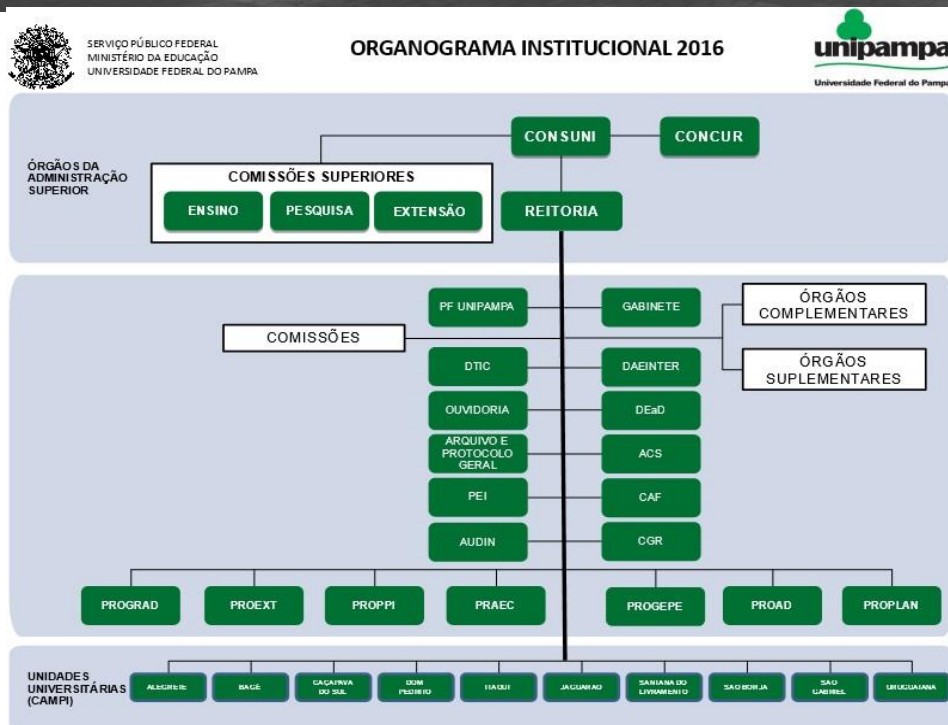 SERVIÇO PÚBLICO FEDERAL
MINISTÉRIO DA EDUCAÇÃO
UNIVERSIDADE FEDERAL DO PAMPA
ORGANOGRAMA INSTITUCIONAL 2016
unipampa
Universidade Federal do Pampa
ÓRGÃOS DA
ADMINISTRAÇÃO
SUPERIOR
CONSUNI
CONCUR
COMISSÕES SUPERIORES
ENSINO
PESQUISA
EXTENSÃO
REITORIA
PF UNIPAMPA
GABINETE
ÓRGÃOS
COMPLEMENTARES
COMISSÕES
ÓRGÃOS
SUPLEMENTARES
DTIC
DAEINTER
OUVIDORIA
DEaD
ARQUIVO E
PROTOCOLO
GERAL
ACS
PEI
CAF
AUDIN
CGR
PROGRAD
PROEXT
PROPPI
PRAEC
PROGEPE
PROAD
PROPLAN
UNIDADES
UNIVERSITÁRIAS
(CAMPI)
ALEGRETE
BAGÉ
CAÇAPAVA
DO SUL
DOM
PEDRITO
ITAQUI
JAGUARÃO
SANTANA DO
LIVRAMENTO
SÃO BORJA
SÃO
GABRIEL
URUGUAIANA